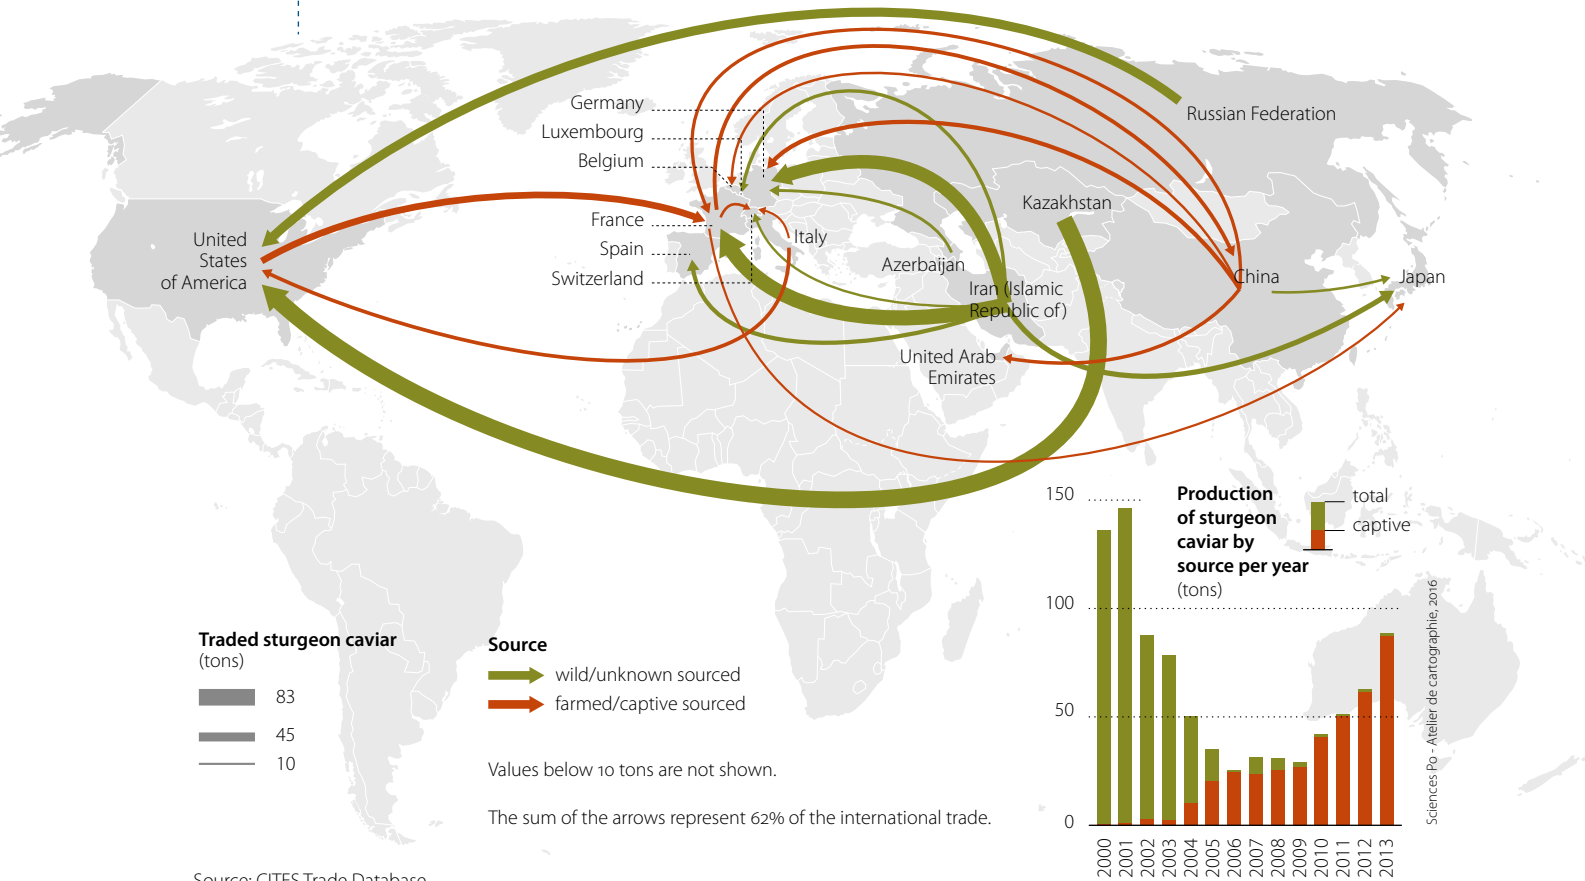 Germany
Luxembourg
Belgium
France
Spain
Switzerland
Italy
United
States
of America
Russian Federation
Kazakhstan
Azerbaijan
Iran (Islamic
Republic of)
China
Japan
United Arab
Emirates
Traded sturgeon caviar
(tons)
83
45
10
Source
wild/unknown sourced
farmed/captive sourced
Values below 10 tons are not shown.
The sum of the arrows represent 62% of the international trade.
Production
of sturgeon
caviar by
source per year
(tons)
total
captive
150
100
50
0
2000 2001 2002 2003 2004 2005 2006 2007 2008 2009 2010 2011 2012 2013
Sciences Po - Atelier de cartographie, 2016
Source: CITES Trade Database